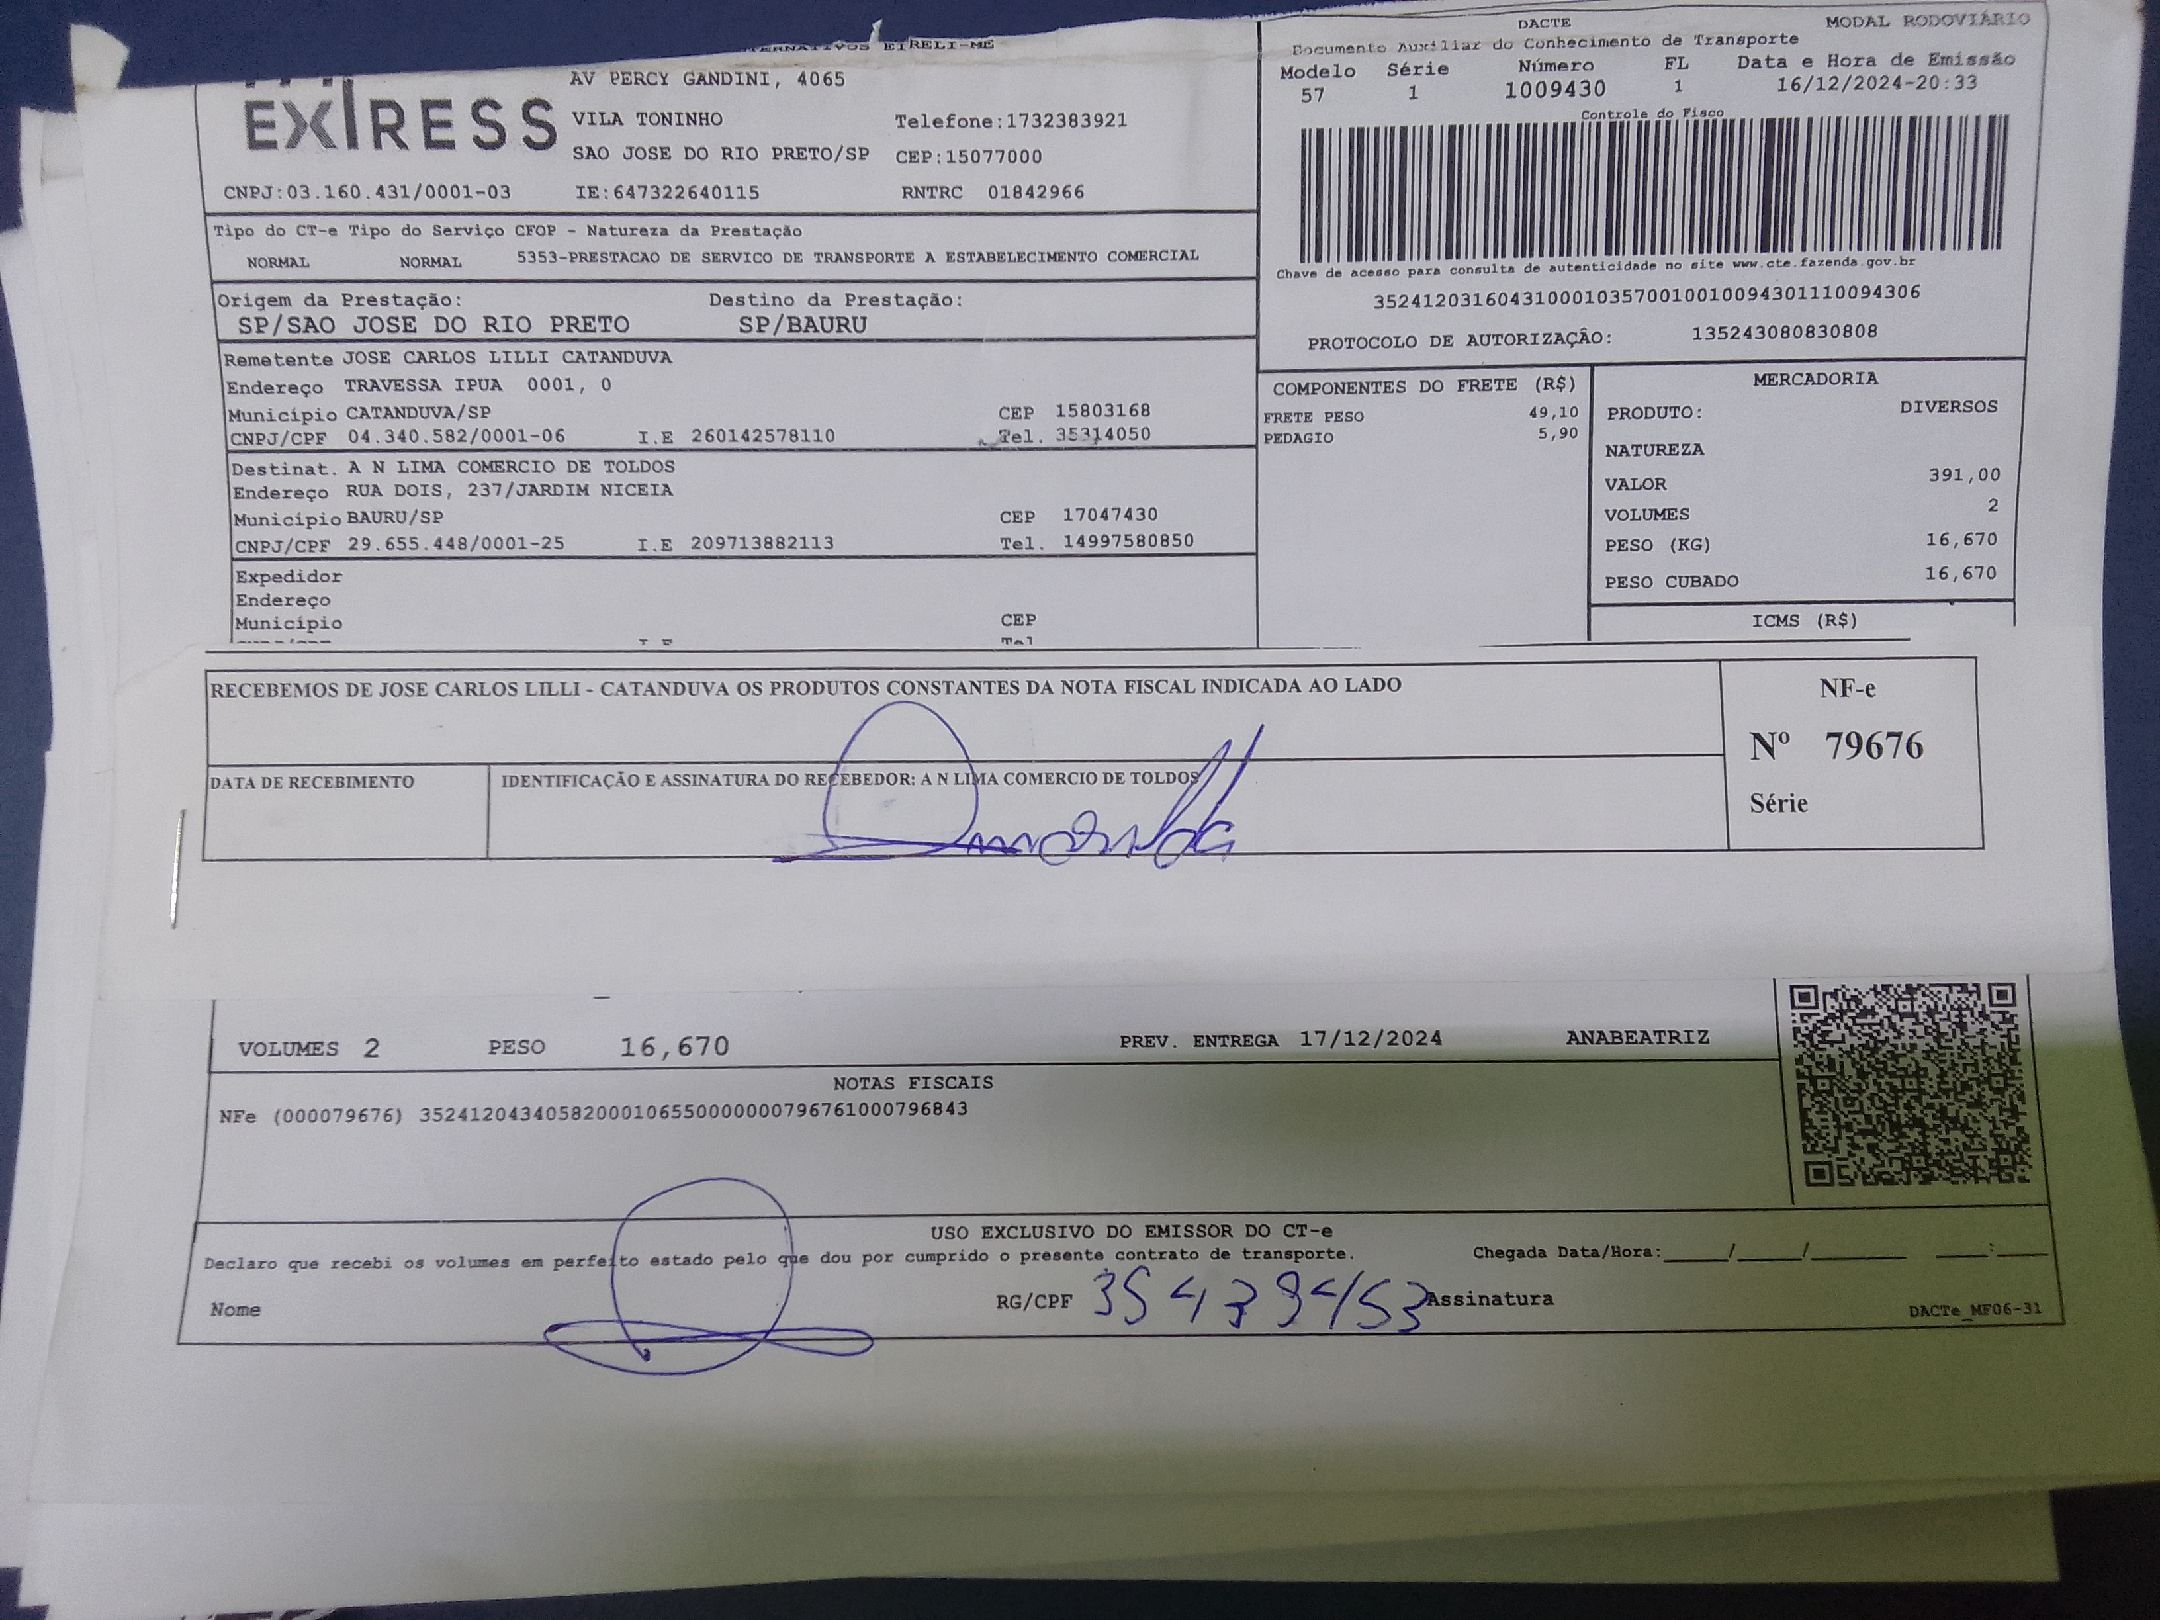 EIRELI-ME
EXPRESS
AV PERCY GANDINI, 4065
VILA TONINHO Telefone:1732383921
SAO JOSE DO RIO PRETO/SP CEP:15077000
CNPJ:03.160.431/0001-03 IE:647322640115 RNTRC 01842966
DACTE MODAL RODOVIÁRIO
Documento Auxiliar do Conhecimento de Transporte
Modelo Série Número FL Data e Hora de Emissão
57 1 1009430 1 16/12/2024-20:33
Controle do Fisco
Chave de acesso para consulta de autenticidade no site www.cte.fazenda.gov.br
35241203160431000103570010010094301110094306
PROTOCOLO DE AUTORIZAÇÃO: 135243080830808
Tipo do CT-e Tipo do Serviço CFOP - Natureza da Prestação
NORMAL NORMAL 5353-PRESTACAO DE SERVICO DE TRANSPORTE A ESTABELECIMENTO COMERCIAL
Origem da Prestação: Destino da Prestação:
SP/SAO JOSE DO RIO PRETO SP/BAURU
Remetente JOSE CARLOS LILLI CATANDUVA
Endereço TRAVESSA IPUA 0001, 0
Município CATANDUVA/SP CEP 15803168
CNPJ/CPF 04.340.582/0001-06 I.E 260142578110 Tel. 35314050
Destinat. A N LIMA COMERCIO DE TOLDOS
Endereço RUA DOIS, 237/JARDIM NICEIA
Município BAURU/SP CEP 17047430
CNPJ/CPF 29.655.448/0001-25 I.E 209713882113 Tel. 14997580850
Expedidor
Endereço
Município CEP
COMPONENTES DO FRETE (R$)
FRETE PESO 49,10
PEDAGIO 5,90
MERCADORIA
PRODUTO: DIVERSOS
NATUREZA
VALOR 391,00
VOLUMES 2
PESO (KG) 16,670
PESO CUBADO 16,670
ICMS (R$)
RECEBEMOS DE JOSE CARLOS LILLI - CATANDUVA OS PRODUTOS CONSTANTES DA NOTA FISCAL INDICADA AO LADO
DATA DE RECEBIMENTO IDENTIFICAÇÃO E ASSINATURA DO RECEBEDOR: A N LIMA COMERCIO DE TOLDOS
NF-e
Nº 79676
Série
VOLUMES 2 PESO 16,670 PREV. ENTREGA 17/12/2024 ANABEATRIZ
NOTAS FISCAIS
NFe (000079676) 35241204340582000106550000000796761000796843
USO EXCLUSIVO DO EMISSOR DO CT-e
Declaro que recebi os volumes em perfeito estado pelo que dou por cumprido o presente contrato de transporte. Chegada Data/Hora:____/____/______ ___:___
Nome RG/CPF 354394153 Assinatura DACTe_MF06-31